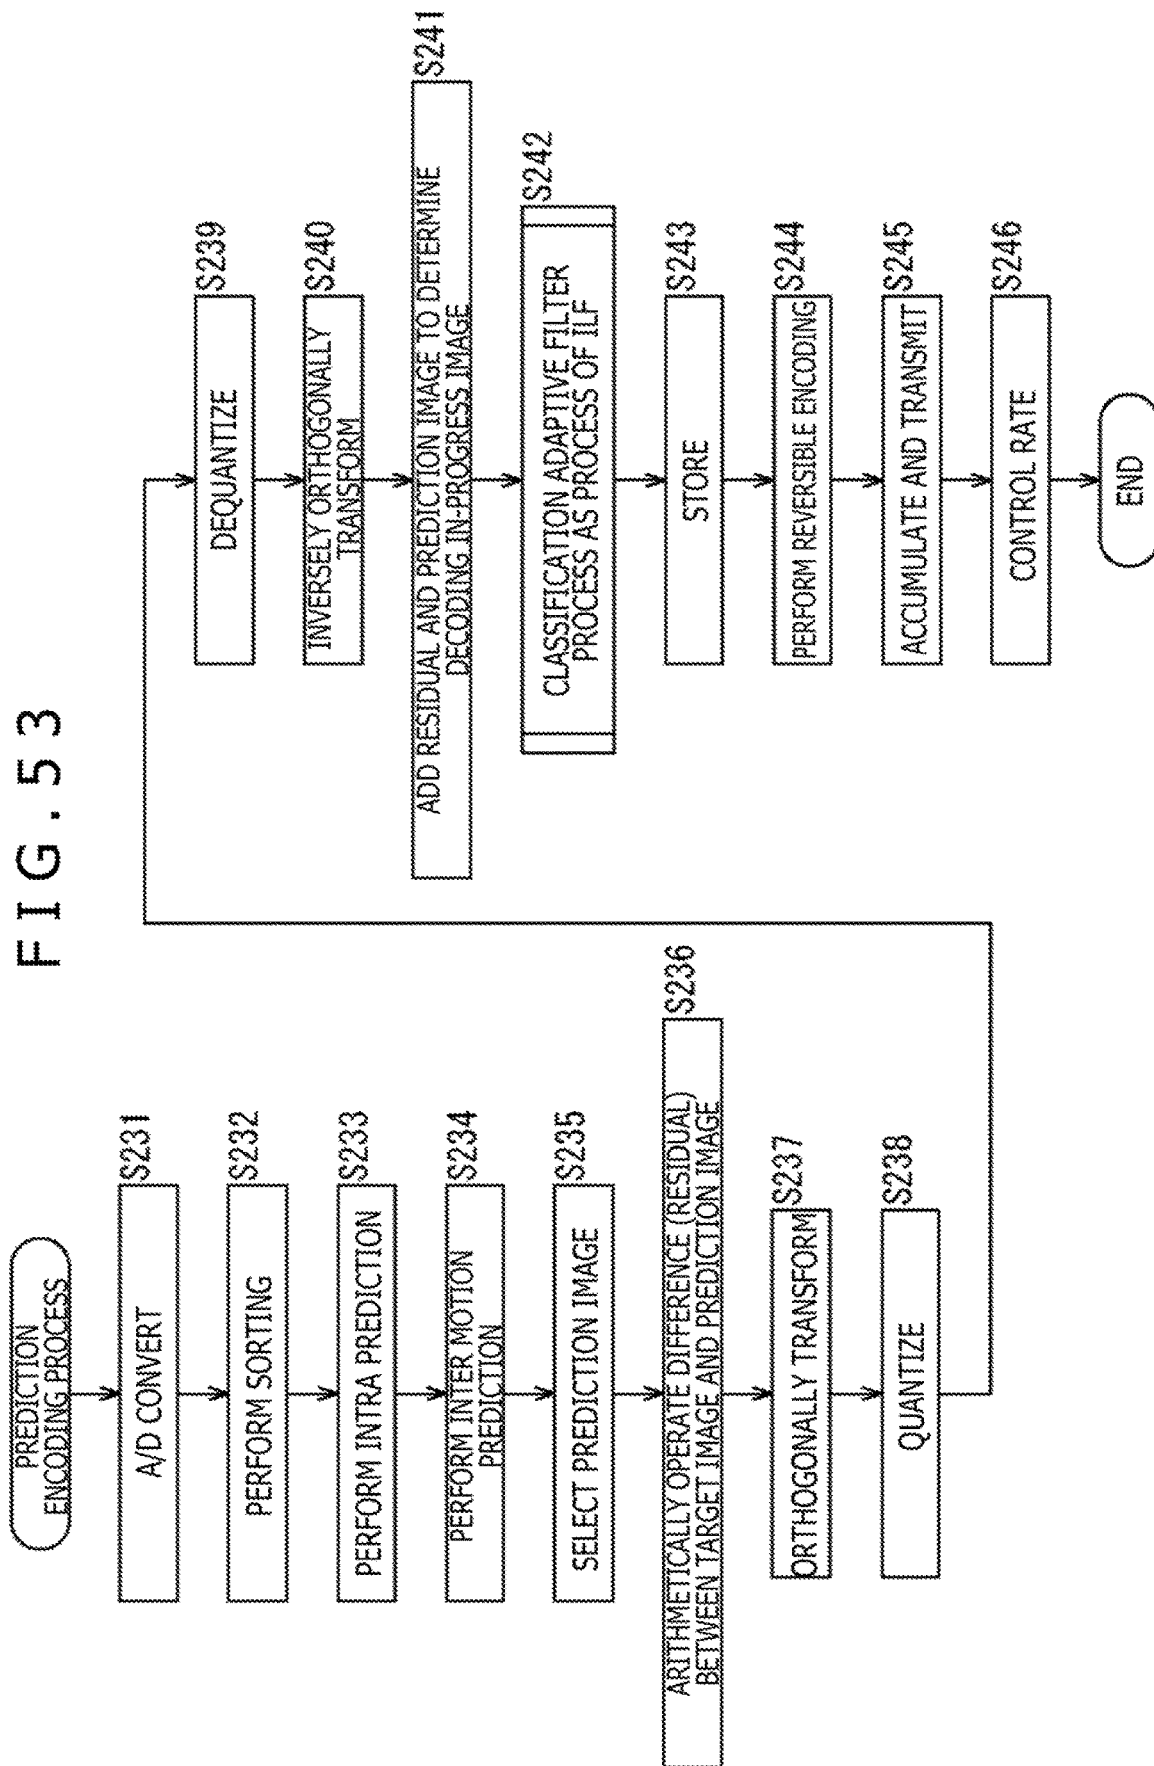 FIG. 53
PREDICTION
ENCODING PROCESS
S231
A/D CONVERT
S232
PERFORM SORTING
S233
PERFORM INTRA PREDICTION
S234
PERFORM INTER MOTION
PREDICTION
S235
SELECT PREDICTION IMAGE
S236
ARITHMETICALLY OPERATE DIFFERENCE (RESIDUAL)
BETWEEN TARGET IMAGE AND PREDICTION IMAGE
S237
ORTHOGONALLY TRANSFORM
S238
QUANTIZE
S239
DEQUANTIZE
S240
INVERSELY ORTHOGONALLY
TRANSFORM
S241
ADD RESIDUAL AND PREDICTION IMAGE TO DETERMINE
DECODING IN-PROGRESS IMAGE
S242
CLASSIFICATION ADAPTIVE FILTER
PROCESS AS PROCESS OF ILF
S243
STORE
S244
PERFORM REVERSIBLE ENCODING
S245
ACCUMULATE AND TRANSMIT
S246
CONTROL RATE
END